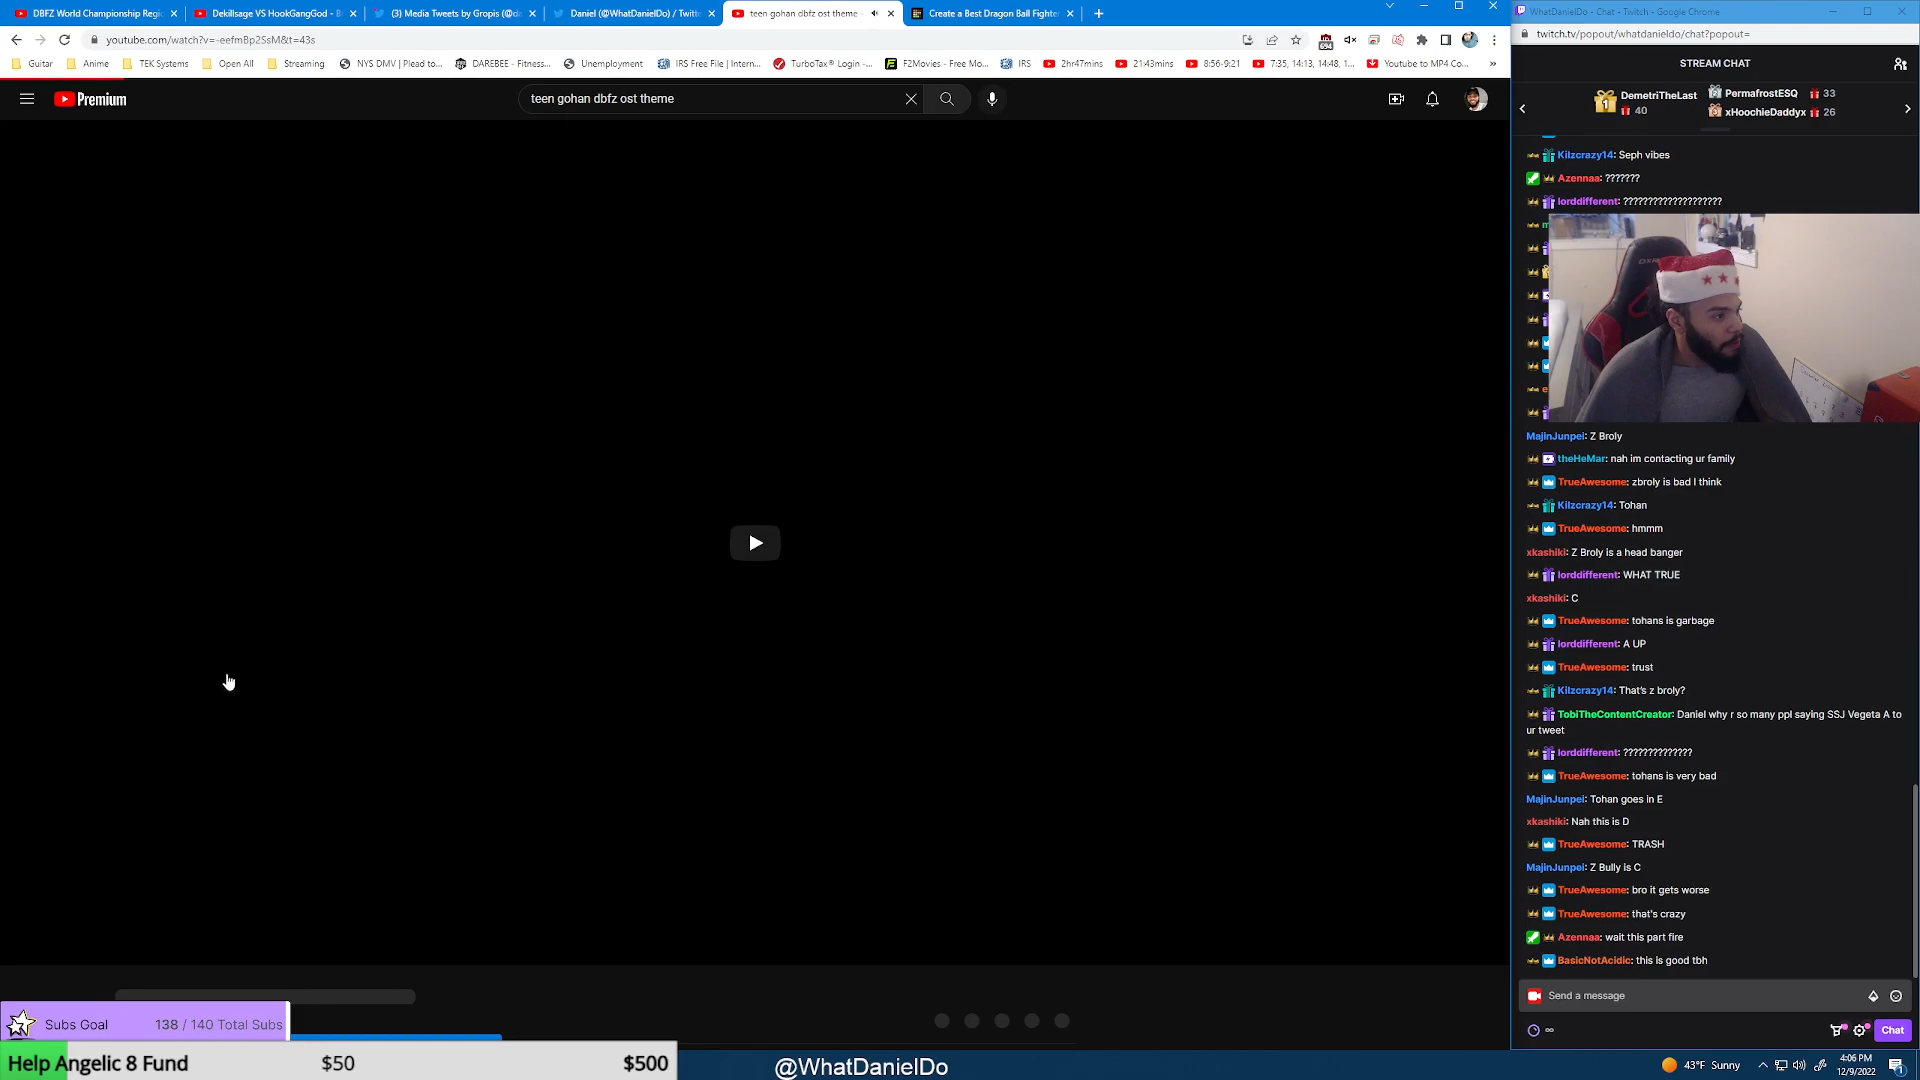 DBFZ World Championship Regi
Dekillsage VS HookGangGod - B
(3) Media Tweets by Gropis (@da
Daniel (@WhatDanielDo) / Twitte
teen gohan dbfz ost theme -
Create a Best Dragon Ball Fighter
youtube.com/watch?v=-eefmBp2SsM&t=43s
Guitar
Anime
TEK Systems
Open All
Streaming
NYS DMV (Plead to...
DAREBEE - Fitness...
Unemployment
IRS Free File | Intern...
TurboTax® Login -...
F2Movies - Free Mo...
IRS
2hr47mins
21:43mins
8:56-9:21
7:35, 14:13, 14:48, 1...
Youtube to MP4 Co...
»
Premium
teen gohan dbfz ost theme
WhatDanielDo - Chat - Twitch - Google Chrome
twitch.tv/popout/whatdanieldo/chat?popout=
STREAM CHAT
1 DemetriTheLast
40
PermafrostESQ 33
xHoochieDaddyx 26
Kilzcrazy14: Seph vibes
Azennaa: ???????
lorddifferent: ????????????????????
MajinJunpei: Z Broly
theHeMar: nah im contacting ur family
TrueAwesome: zbroly is bad I think
Kilzcrazy14: Tohan
TrueAwesome: hmmm
xkashiki: Z Broly is a head banger
lorddifferent: WHAT TRUE
xkashiki: C
TrueAwesome: tohans is garbage
lorddifferent: A UP
TrueAwesome: trust
Kilzcrazy14: That's z broly?
TobiTheContentCreator: Daniel why r so many ppl saying SSJ Vegeta A to
ur tweet
lorddifferent: ??????????????
TrueAwesome: tohans is very bad
MajinJunpei: Tohan goes in E
xkashiki: Nah this is D
TrueAwesome: TRASH
MajinJunpei: Z Bully is C
TrueAwesome: bro it gets worse
TrueAwesome: that's crazy
Azennaa: wait this part fire
BasicNotAcidic: this is good tbh
Send a message
∞
Chat
Subs Goal 138 / 140 Total Subs
Help Angelic 8 Fund $50 $500
@WhatDanielDo
43°F Sunny
4:06 PM
12/9/2022